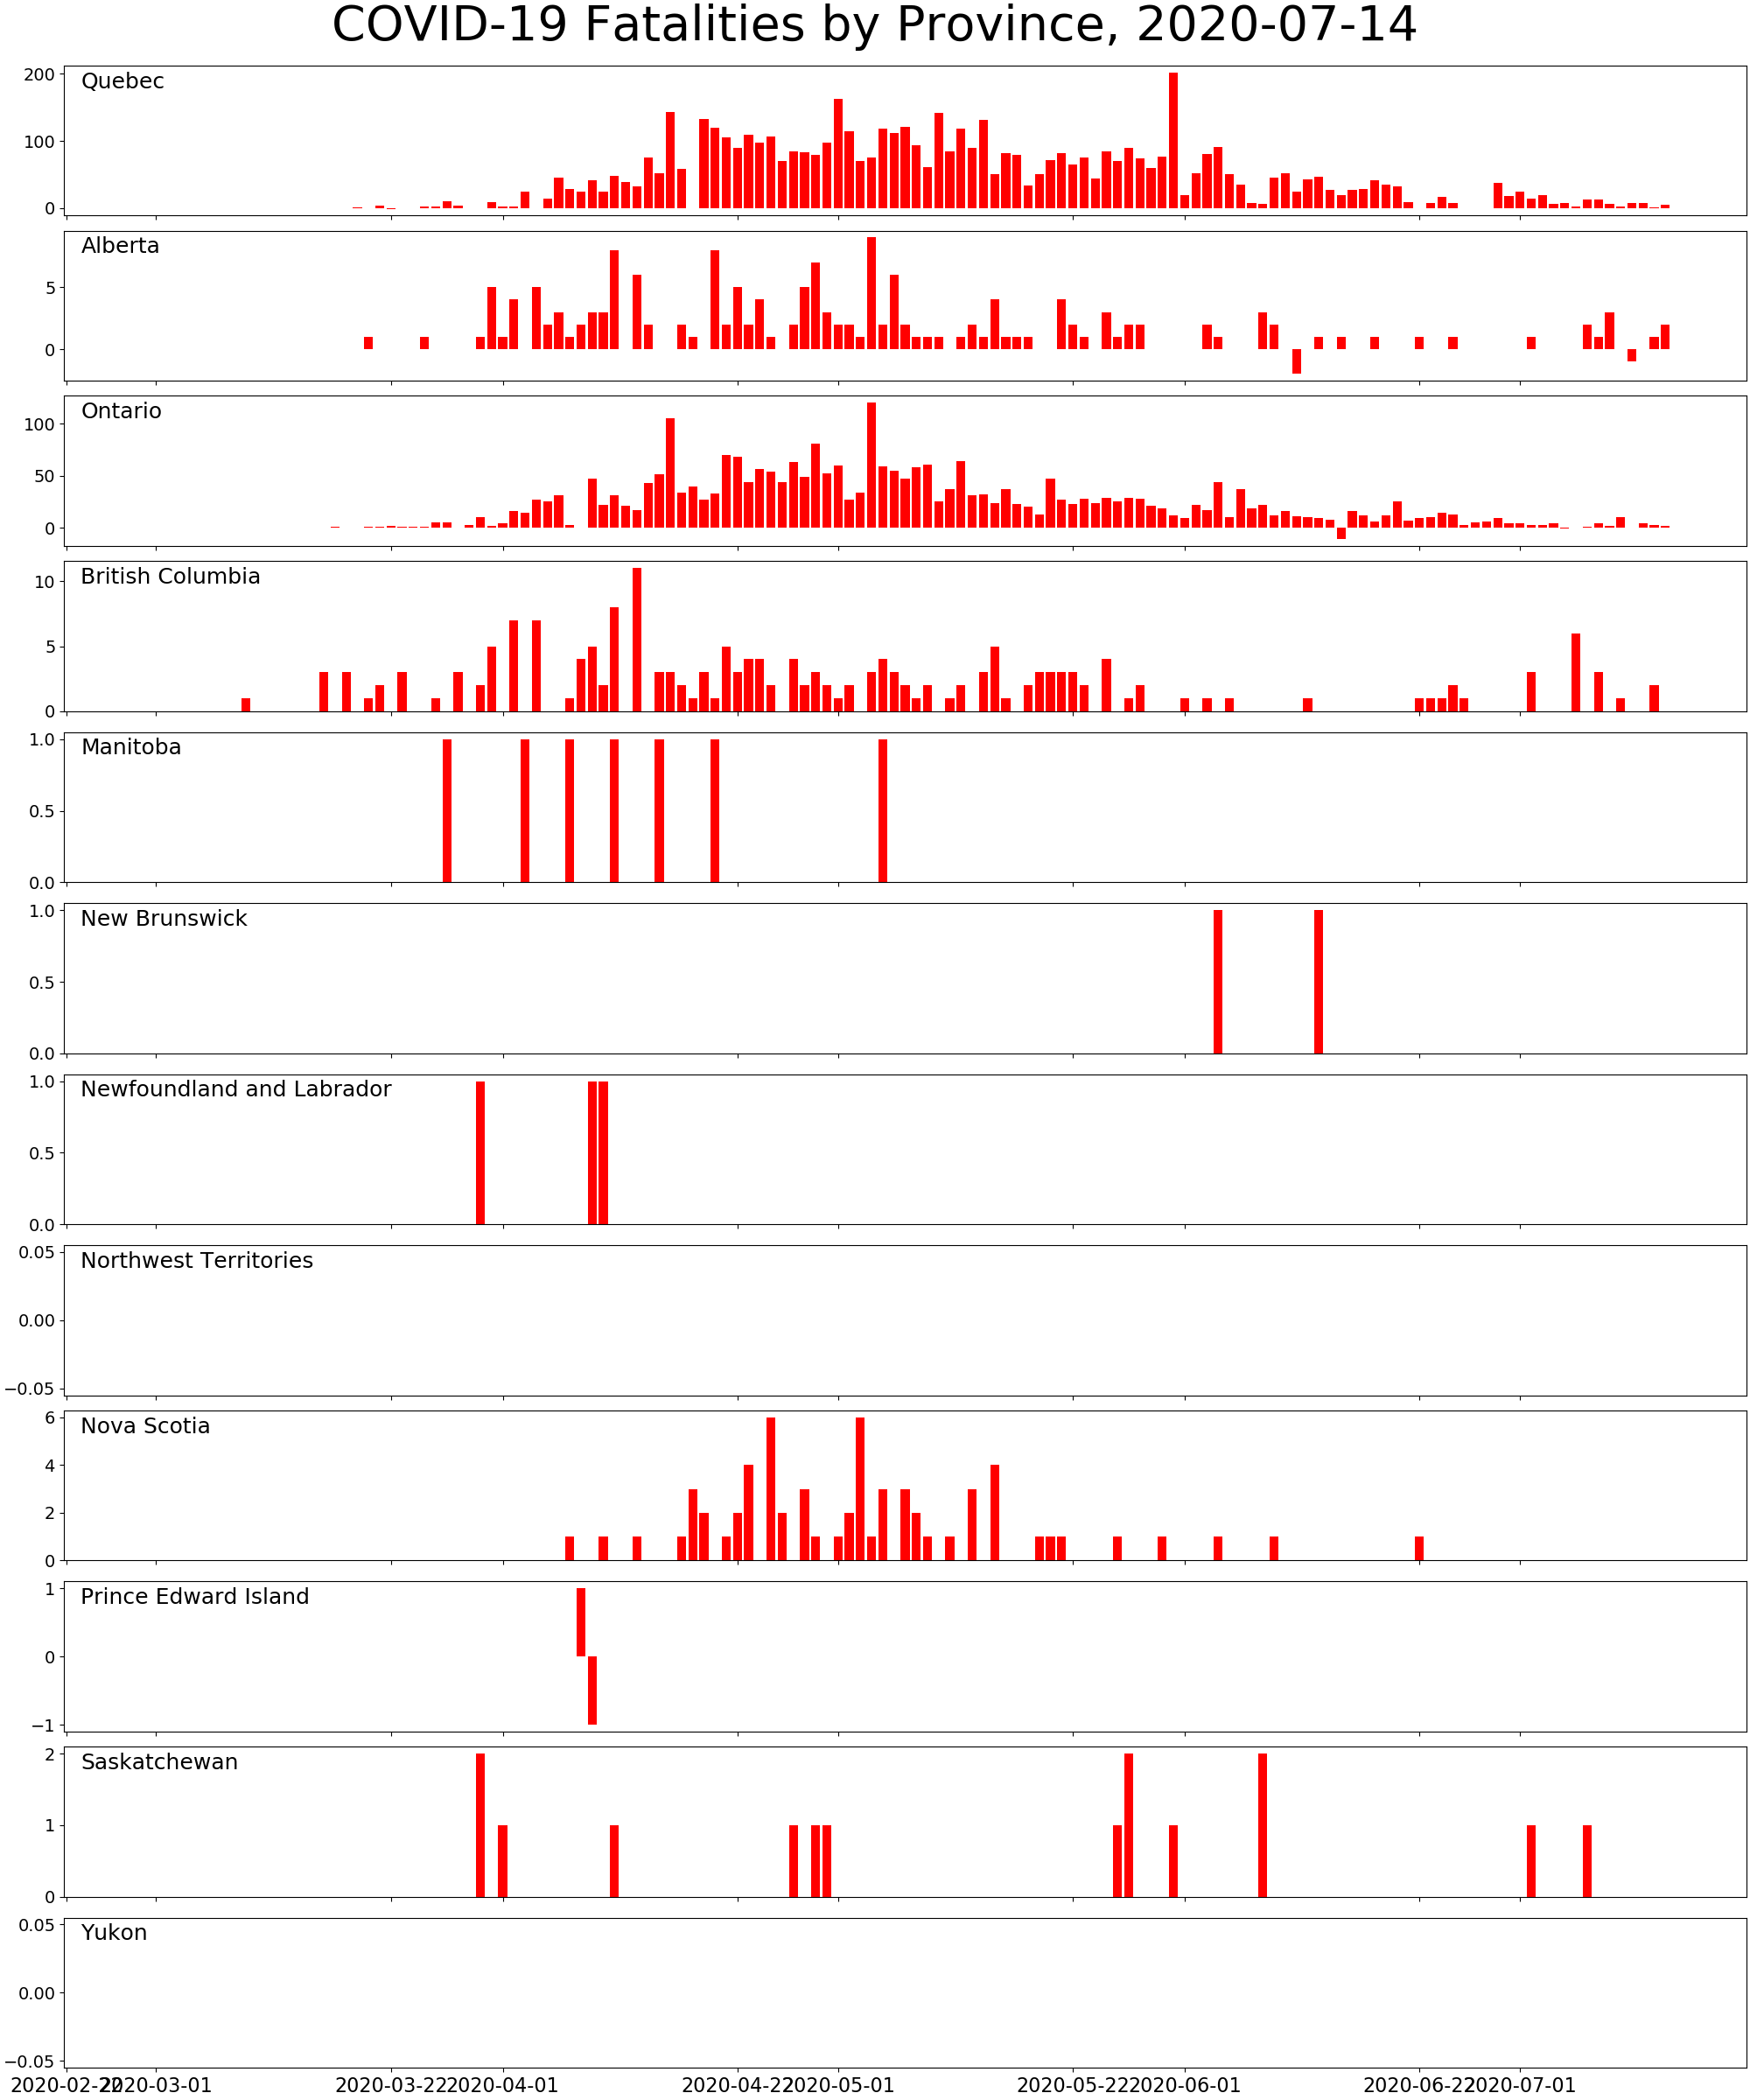 COVID-19 Fatalities by Province, 2020-07-14
Quebec
200
100
0
Alberta
5
0
Ontario
100
50
0
British Columbia
10
5
0
Manitoba
1.0
0.5
0.0
New Brunswick
1.0
0.5
0.0
Newfoundland and Labrador
1.0
0.5
0.0
Northwest Territories
0.05
0.00
−0.05
Nova Scotia
6
4
2
0
Prince Edward Island
1
0
−1
Saskatchewan
2
1
0
Yukon
0.05
0.00
−0.05
2020-02-22 2020-03-01 2020-03-22 2020-04-01 2020-04-22 2020-05-01 2020-05-22 2020-06-01 2020-06-22 2020-07-01